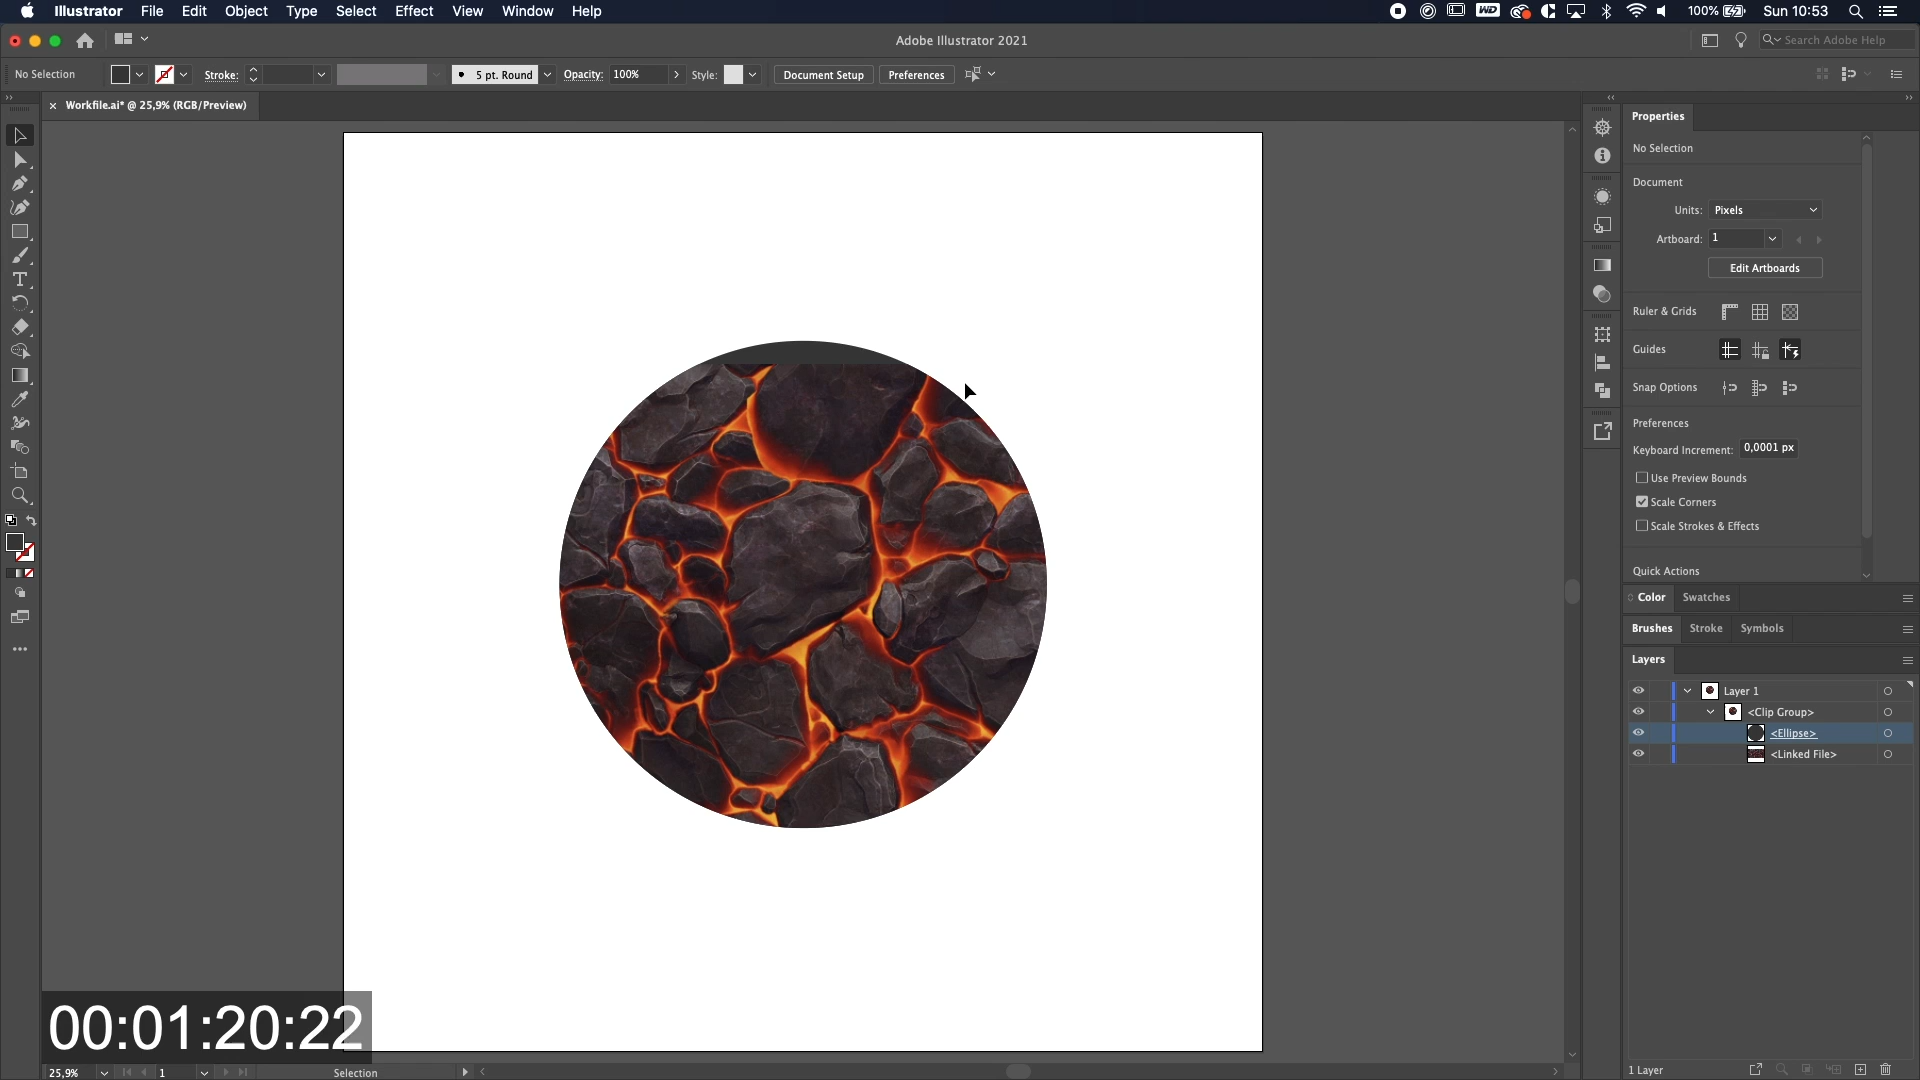 Illustrator File Edit Object Type Select Effect View Window Help
WD 100% Sun 10:53
Adobe Illustrator 2021
Search Adobe Help
No Selection Stroke: 5 pt. Round Opacity: 100% Style: Document Setup Preferences
Workfile.ai* @ 25,9% (RGB/Preview)
Properties
No Selection
Document
Units: Pixels
Artboard: 1
Edit Artboards
Ruler & Grids
Guides
Snap Options
Preferences
Keyboard Increment: 0,0001 px
Use Preview Bounds
Scale Corners
Scale Strokes & Effects
Quick Actions
Color Swatches
Brushes Stroke Symbols
Layers
Layer 1
<Clip Group>
<Ellipse>
<Linked File>
00:01:20:22
25,9% 1 Selection
1 Layer